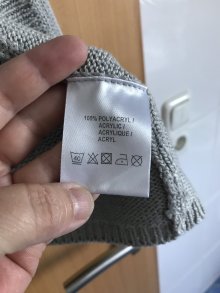 100% POLYACRYL /
ACRYLIC /
ACRYLIQUE /
ACRYL